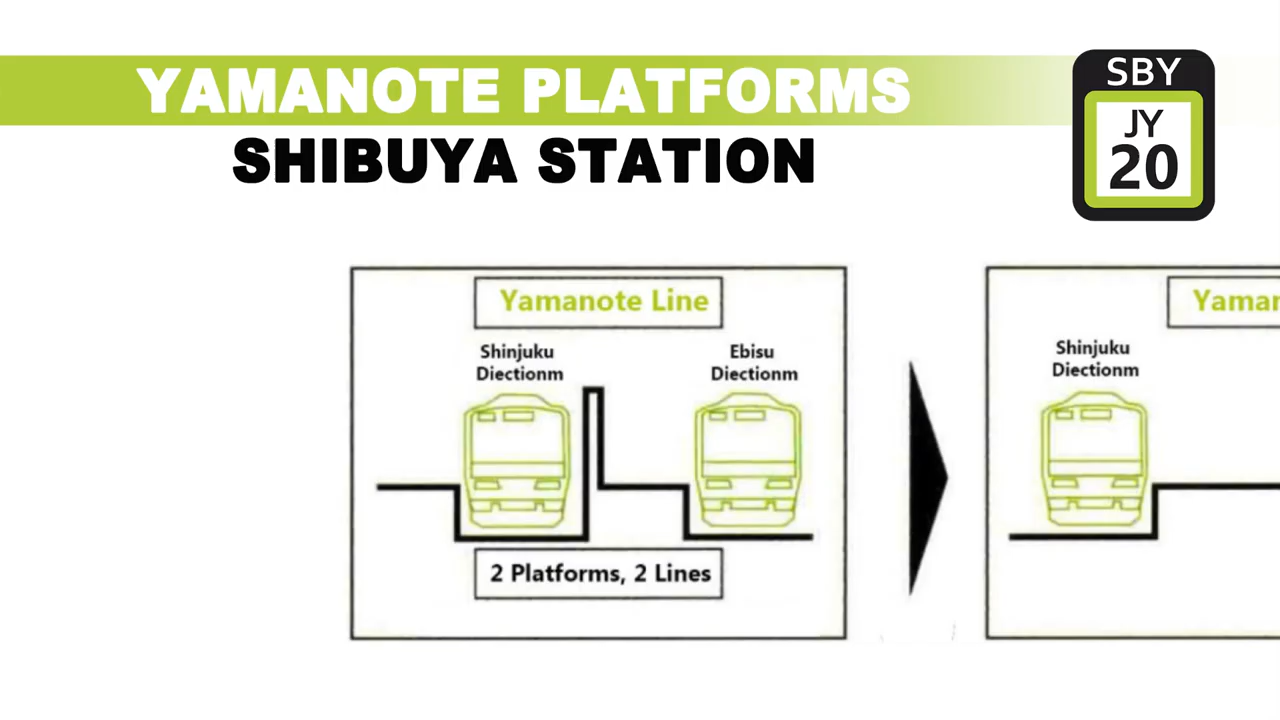 YAMANOTE PLATFORMS
SHIBUYA STATION
SBY
JY
20
Yamanote Line
Shinjuku
Diectionm
Ebisu
Diectionm
2 Platforms, 2 Lines
Yaman
Shinjuku
Diectionm